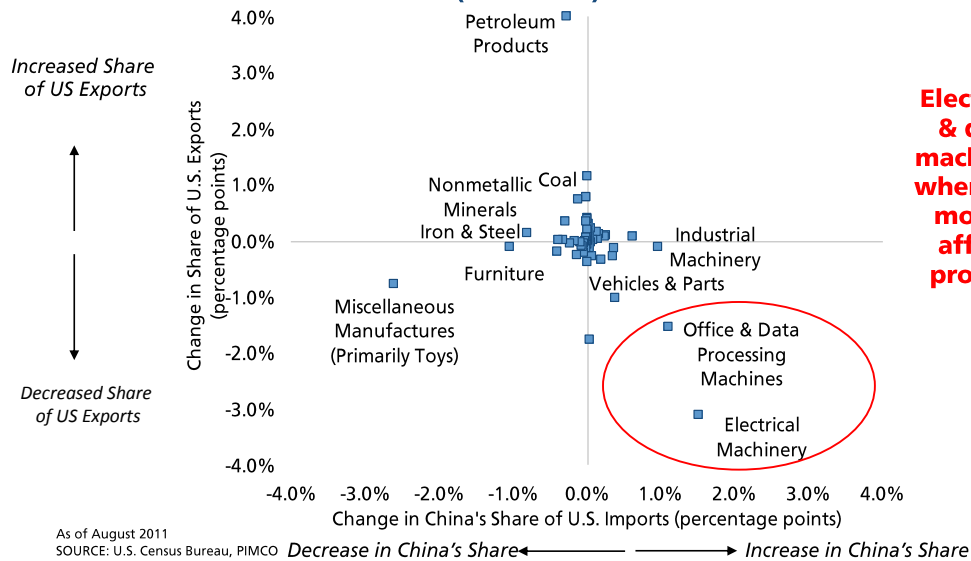 4.0%
3.0%
2.0%
1.0%
0.0%
-1.0%
-2.0%
-3.0%
-4.0%
Increased Share
of US Exports
Decreased Share
of US Exports
Change in Share of U.S. Exports
(percentage points)
Petroleum
Products
Nonmetallic
Minerals
Coal
Iron & Steel
Furniture
Industrial
Machinery
Vehicles & Parts
Miscellaneous
Manufactures
(Primarily Toys)
Office & Data
Processing
Machines
Electrical
Machinery
-4.0% -3.0% -2.0% -1.0% 0.0% 1.0% 2.0% 3.0% 4.0%
Change in China's Share of U.S. Imports (percentage points)
As of August 2011
SOURCE: U.S. Census Bureau, PIMCO
Decrease in China's Share
Increase in China's Share
&